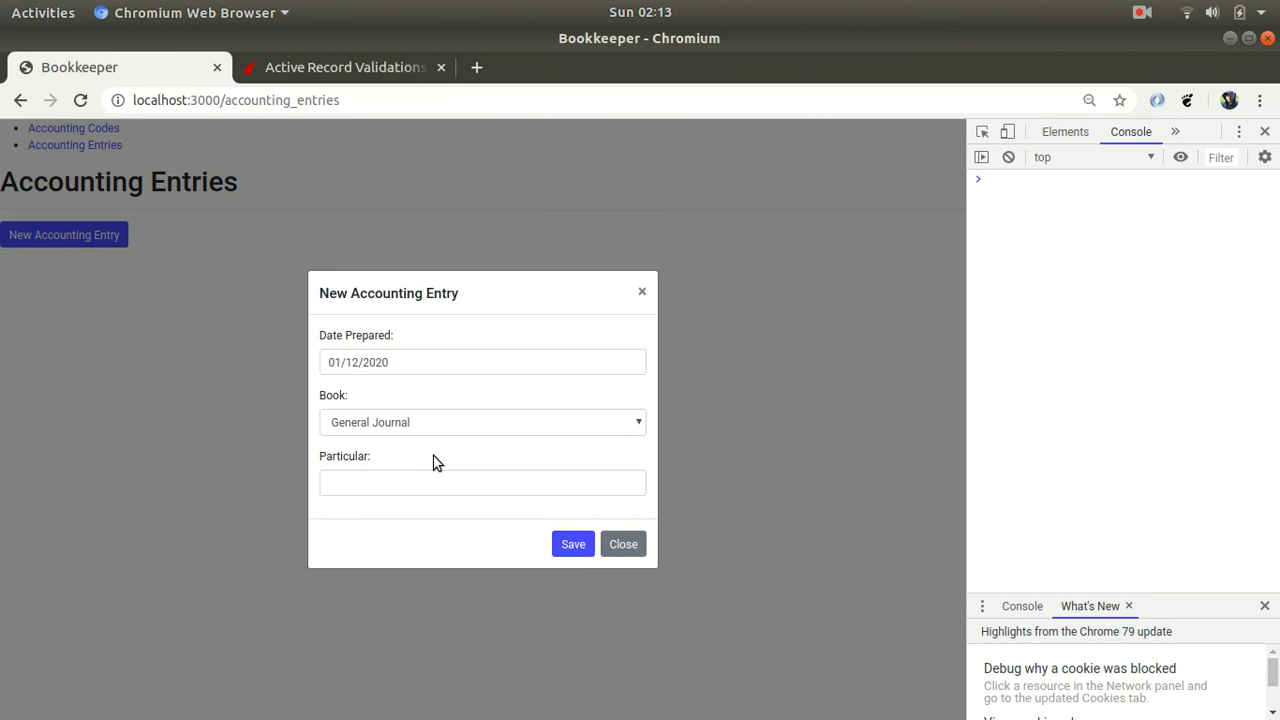 Activities Chromium Web Browser Sun 02:13
Bookkeeper - Chromium
Bookkeeper × Active Record Validations × +
localhost:3000/accounting_entries
Accounting Codes
Accounting Entries
Accounting Entries
New Accounting Entry
New Accounting Entry ×
Date Prepared:
01/12/2020
Book:
General Journal
Particular:
Save Close
Elements Console »
top Filter
Console What's New ×
Highlights from the Chrome 79 update
Debug why a cookie was blocked
Click a resource in the Network panel and
go to the updated Cookies tab.